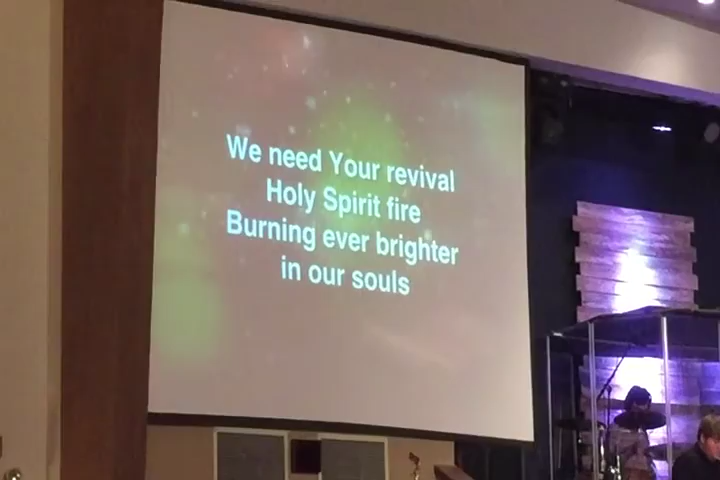 We need Your revival
Holy Spirit fire
Burning ever brighter
in our souls